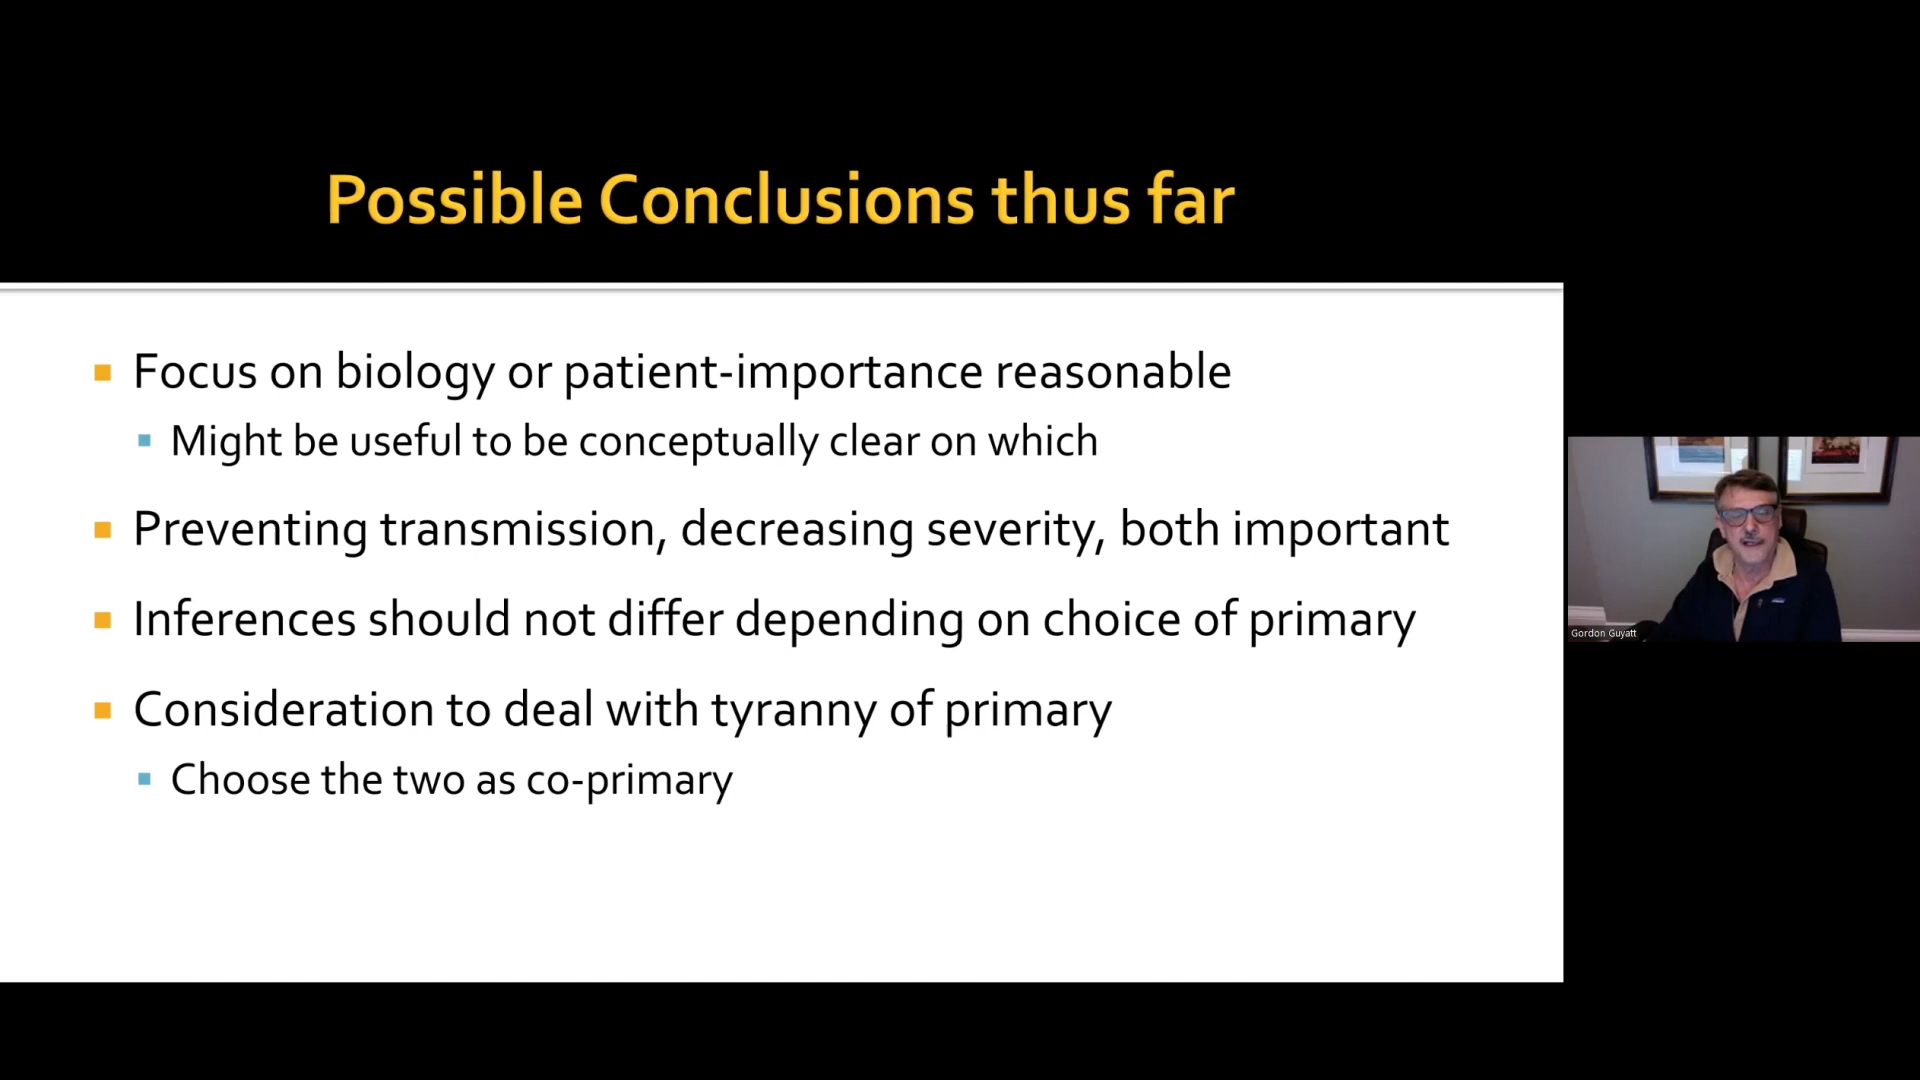 Possible Conclusions thus far
Focus on biology or patient-importance reasonable
Might be useful to be conceptually clear on which
Preventing transmission, decreasing severity, both important
Inferences should not differ depending on choice of primary
Consideration to deal with tyranny of primary
Choose the two as co-primary
Gordon Guyatt